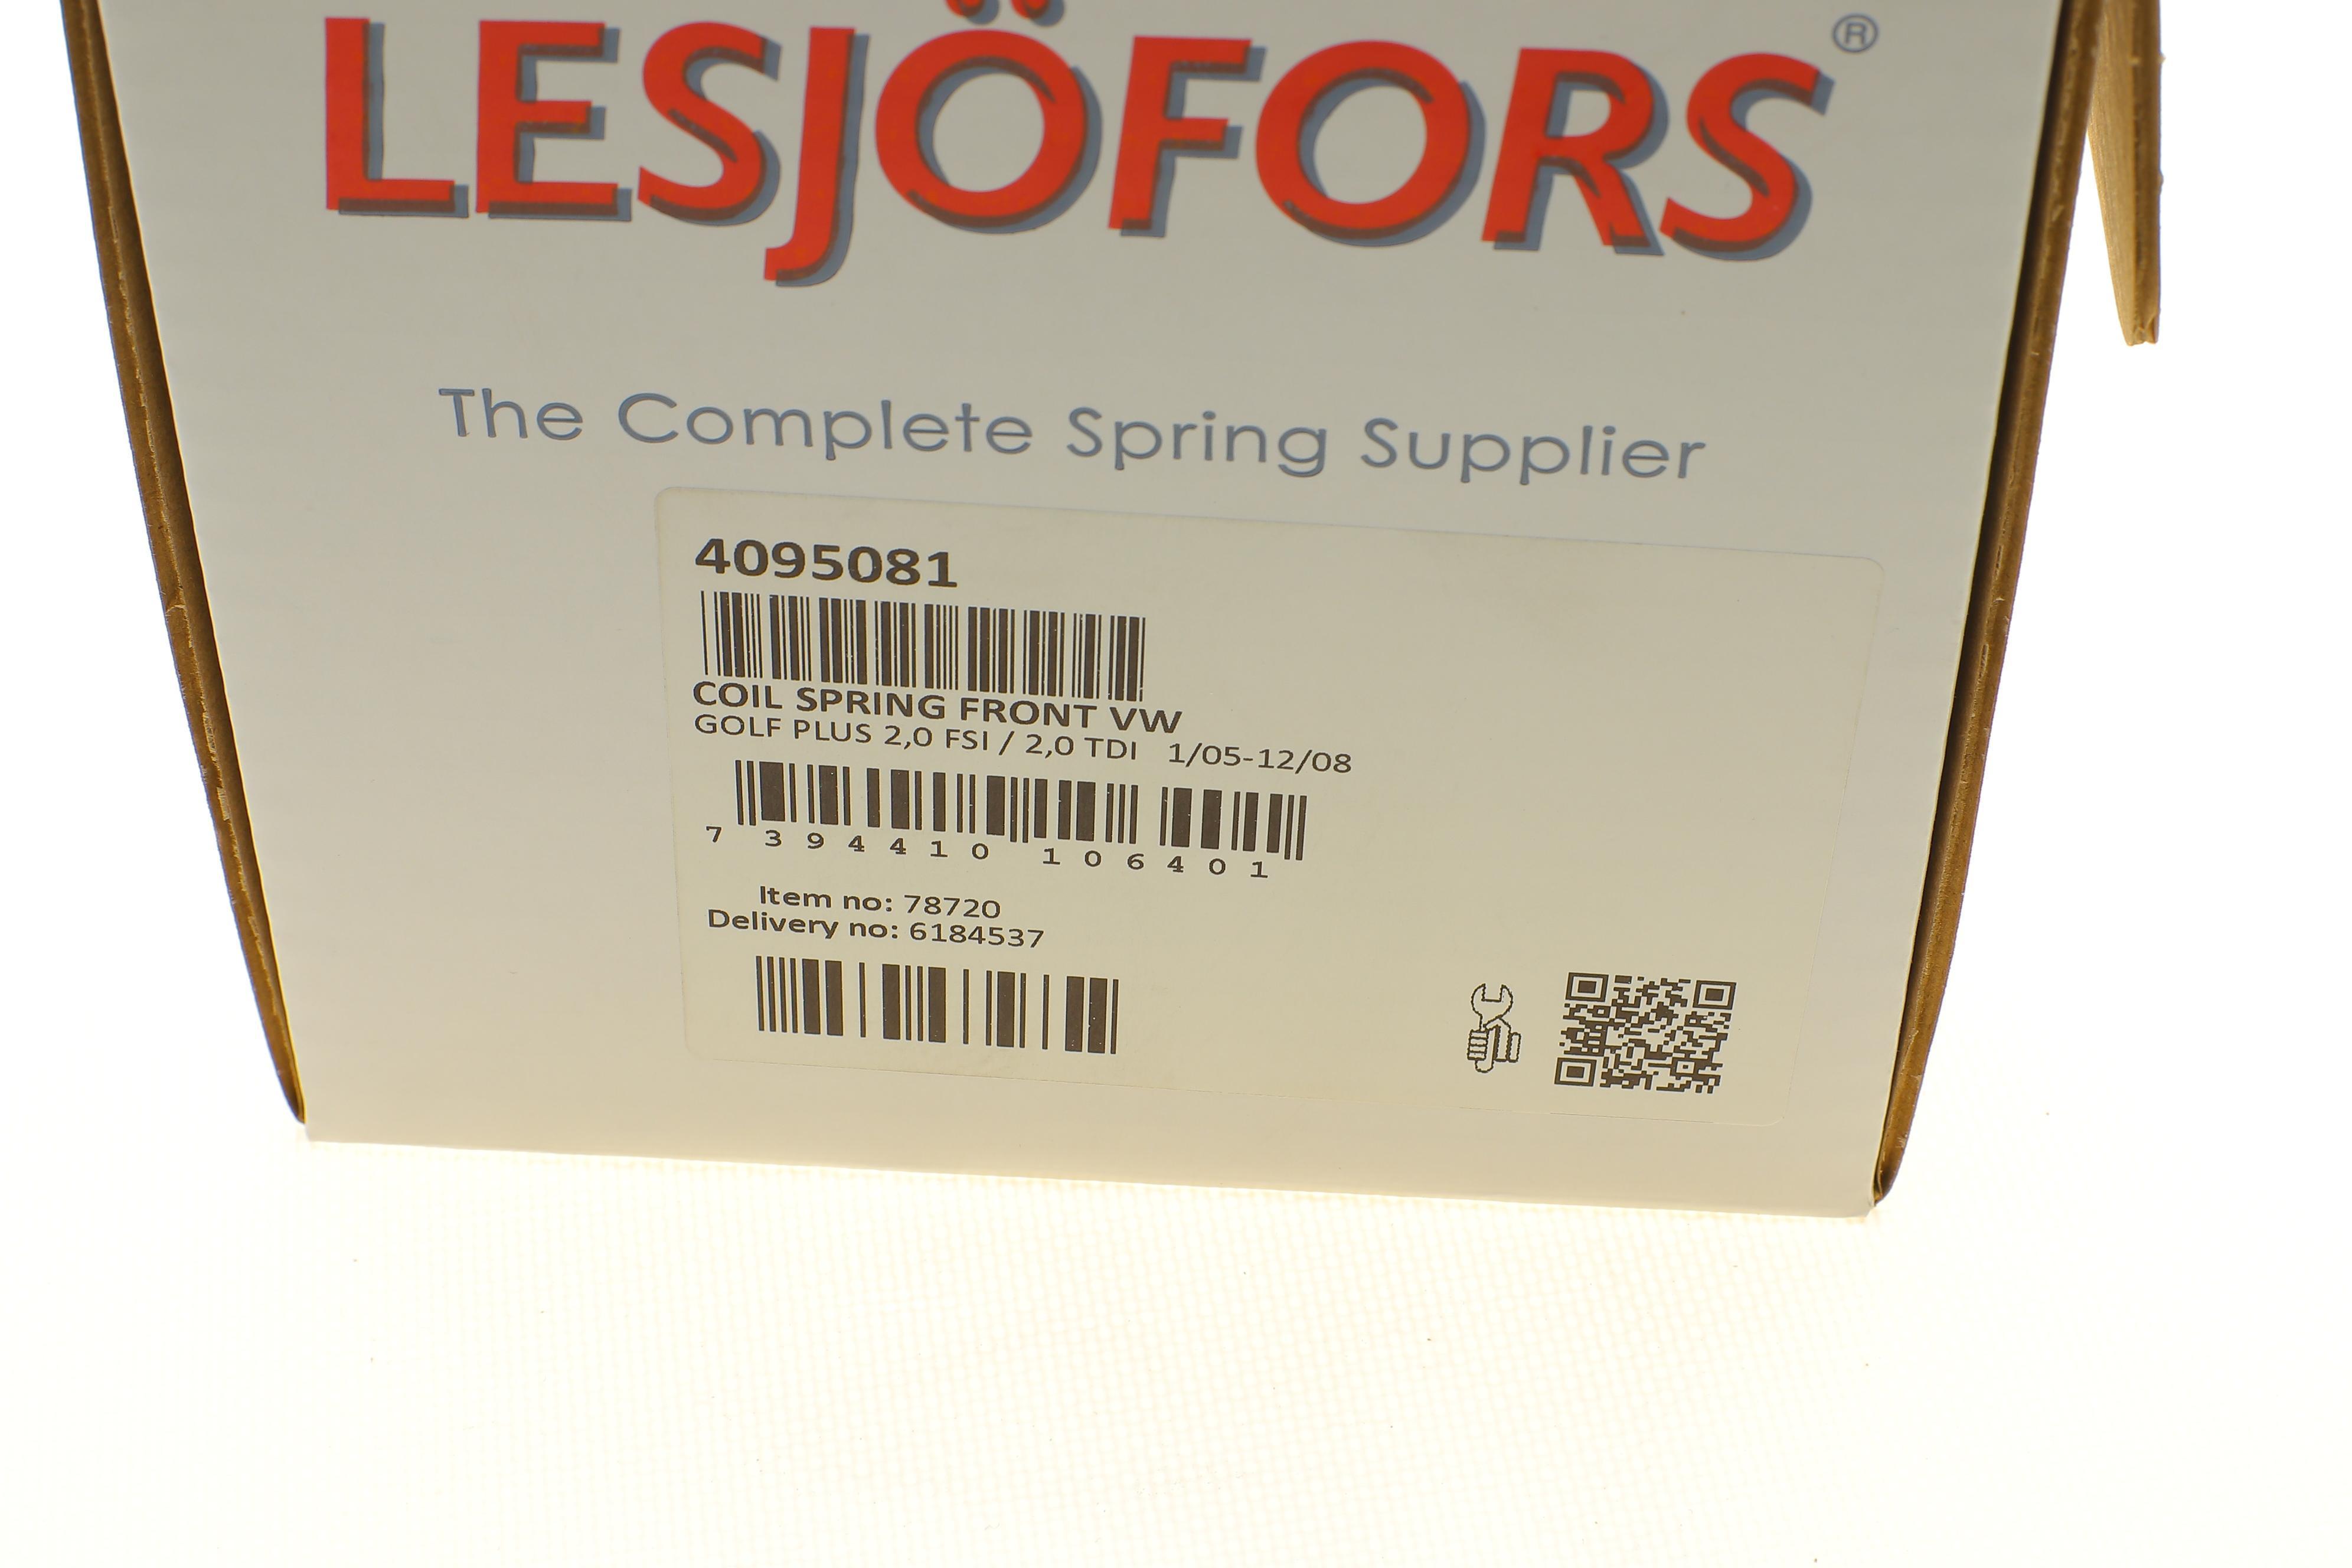 LESJÖFORS®
The Complete Spring Supplier
4095081
COIL SPRING FRONT VW
GOLF PLUS 2,0 FSI / 2,0 TDI 1/05-12/08
7 394410 106401
Item no: 78720
Delivery no: 6184537